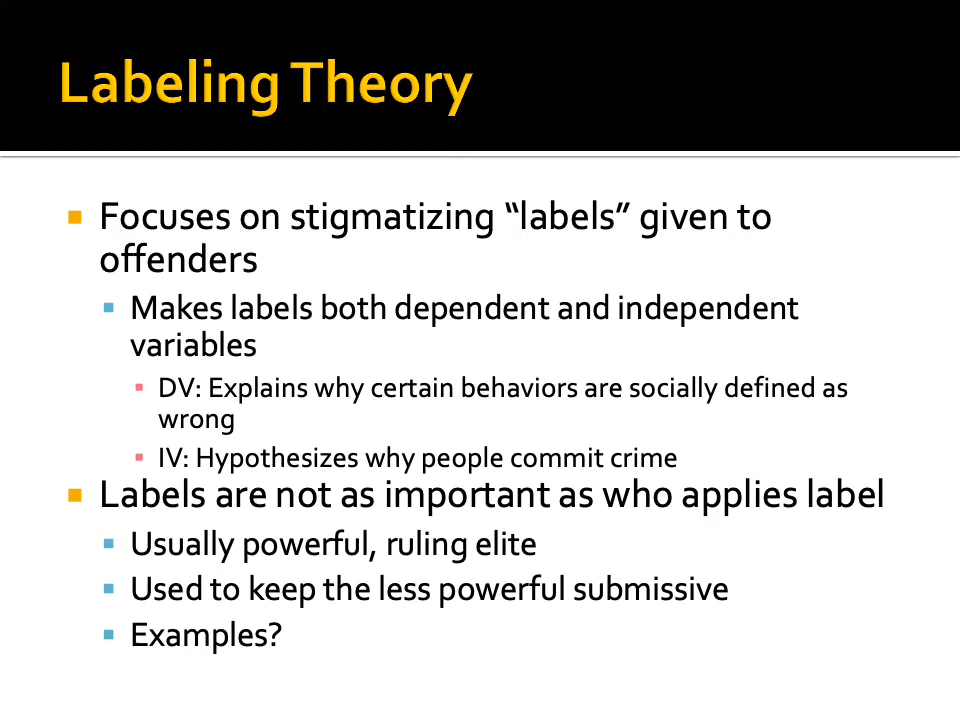 Labeling Theory
Focuses on stigmatizing “labels” given to
offenders
Makes labels both dependent and independent
variables
DV: Explains why certain behaviors are socially defined as
wrong
IV: Hypothesizes why people commit crime
Labels are not as important as who applies label
Usually powerful, ruling elite
Used to keep the less powerful submissive
Examples?